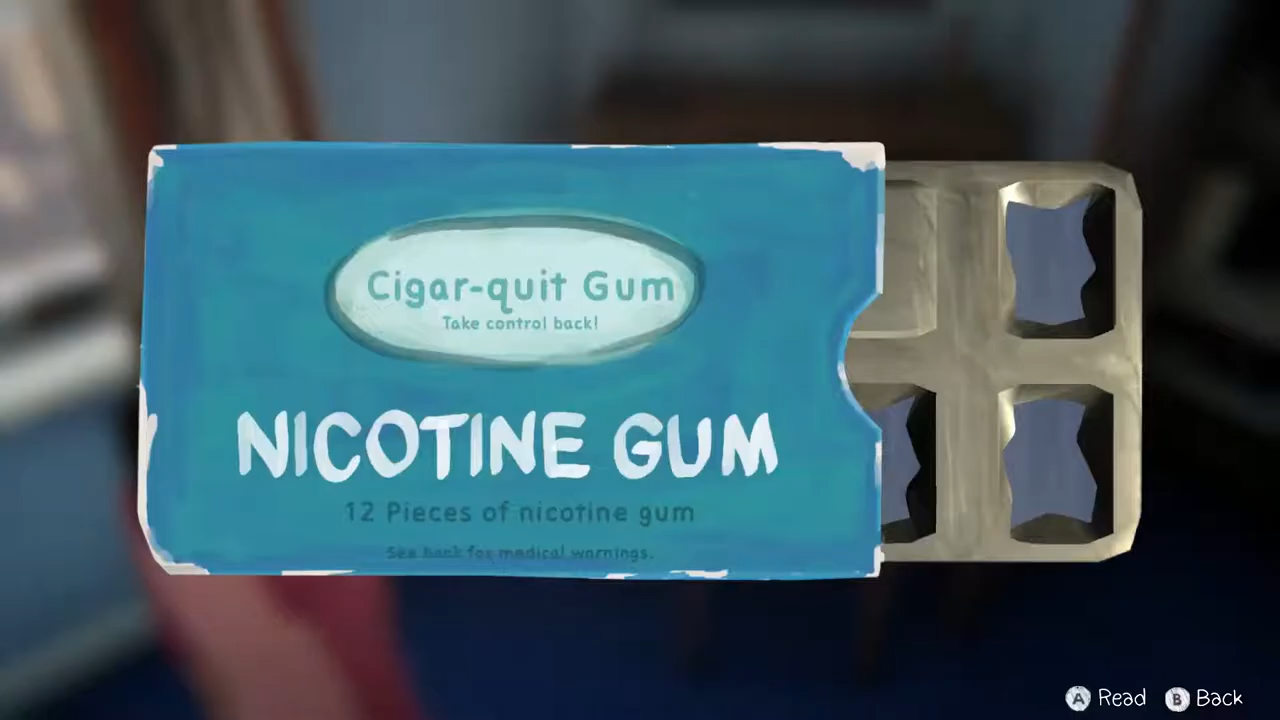 Cigar-quit Gum
Take control back!
NICOTINE GUM
12 Pieces of nicotine gum
See back for medical warnings.
A Read B Back